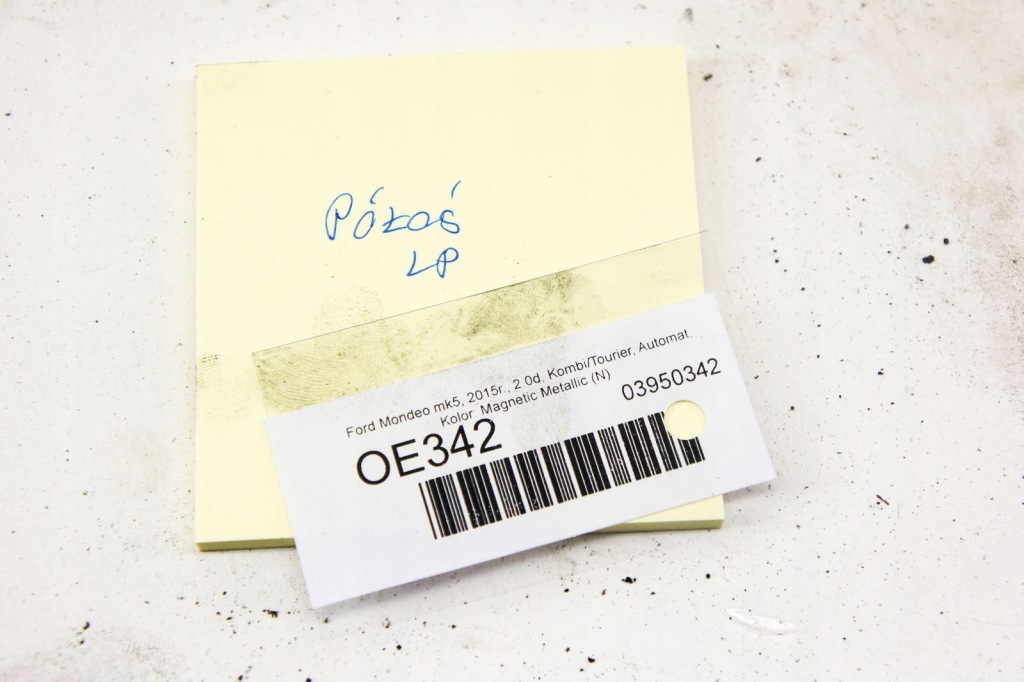 Półoś
LP
Ford Mondeo mk5, 2015r., 2.0d, Kombi/Tourier, Automat,
Kolor: Magnetic Metallic (N)
03950342
OE342